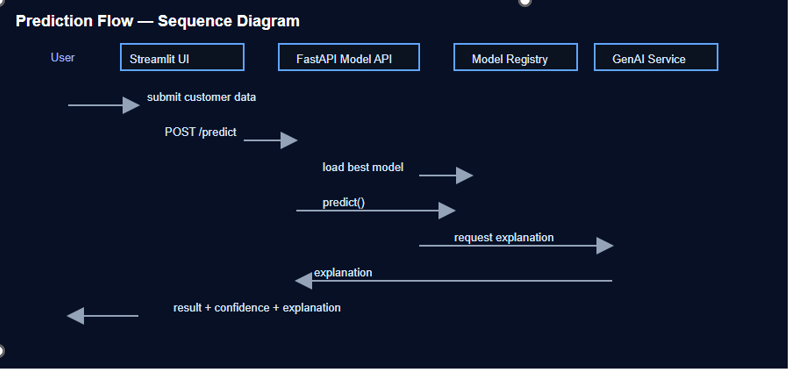 Prediction Flow — Sequence Diagram
User
Streamlit UI
FastAPI Model API
Model Registry
GenAI Service
submit customer data
POST /predict
load best model
predict()
request explanation
explanation
result + confidence + explanation